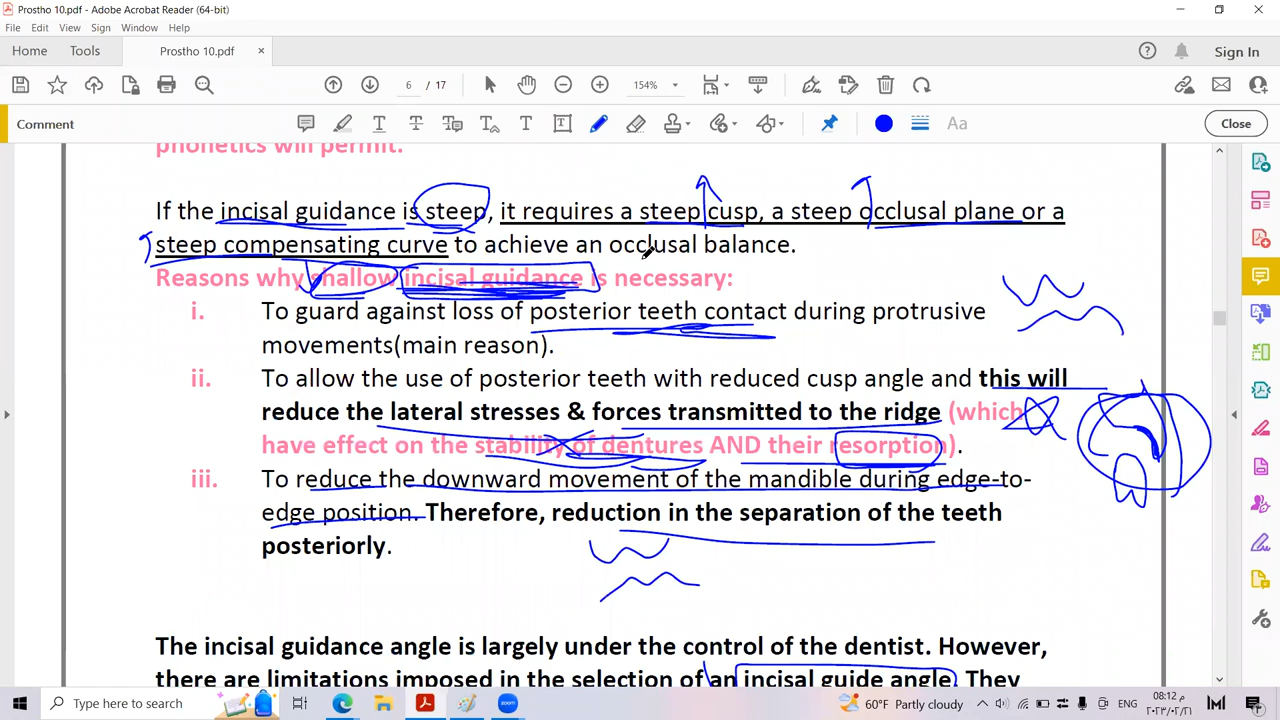 Prostho 10.pdf - Adobe Acrobat Reader (64-bit)
File Edit View Sign Window Help
Home Tools Prostho 10.pdf × Sign In
6 / 17 154%
Comment Aa Close
phonetics will permit.
If the incisal guidance is steep, it requires a steep cusp, a steep occlusal plane or a
steep compensating curve to achieve an occlusal balance.
Reasons why shallow incisal guidance is necessary:
i. To guard against loss of posterior teeth contact during protrusive
movements(main reason).
ii. To allow the use of posterior teeth with reduced cusp angle and this will
reduce the lateral stresses & forces transmitted to the ridge (which
have effect on the stability of dentures AND their resorption).
iii. To reduce the downward movement of the mandible during edge-to-
edge position. Therefore, reduction in the separation of the teeth
posteriorly.
The incisal guidance angle is largely under the control of the dentist. However,
there are limitations imposed in the selection of an incisal guide angle. They
Type here to search
60°F Partly cloudy
08:12 م
٢٠٢٣/٠٢/٢١